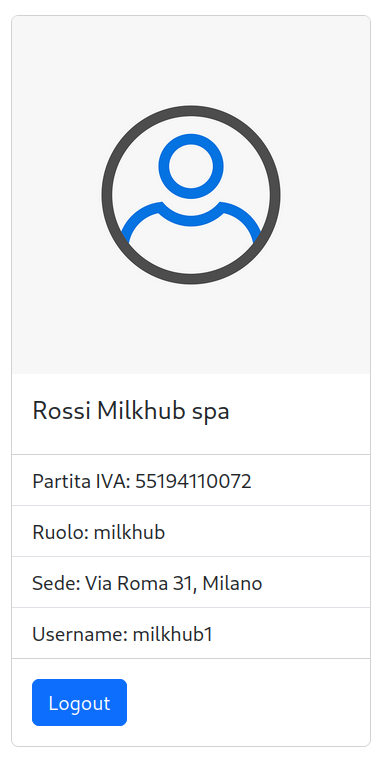 Rossi Milkhub spa
Partita IVA: 55194110072
Ruolo: milkhub
Sede: Via Roma 31, Milano
Username: milkhub1
Logout